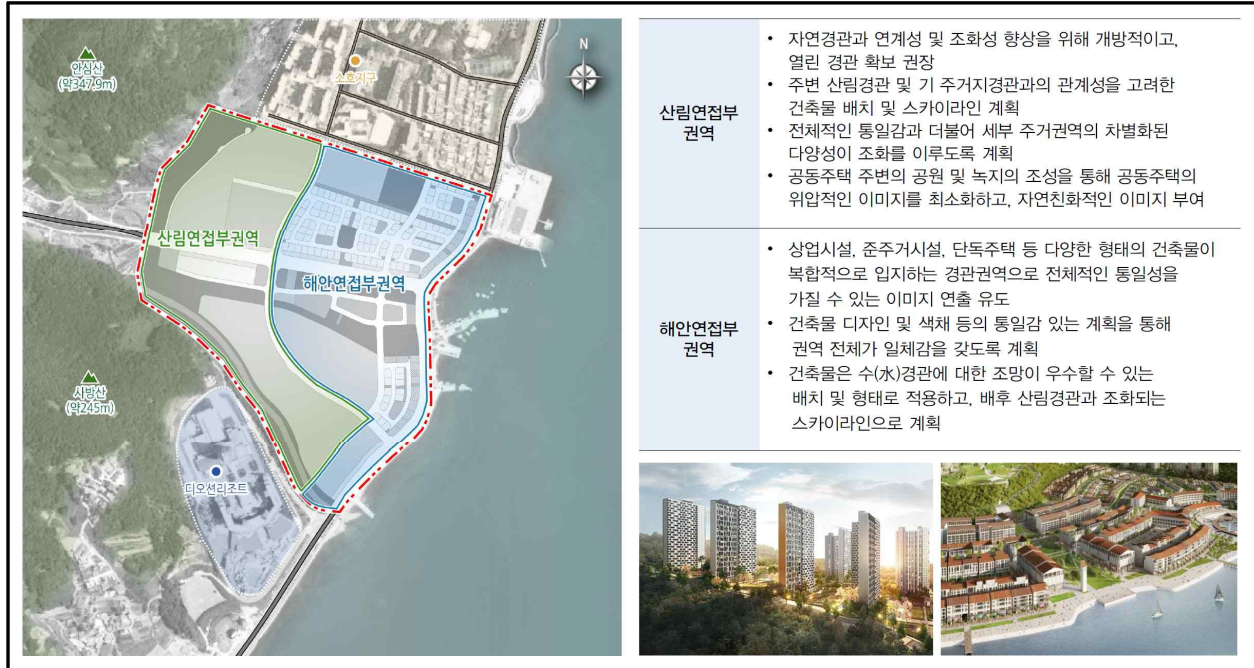 안심산
(약347.9m)
소호지구
N
산림연접부권역
해안연접부권역
시방산
(약245m)
디오션리조트
산림연접부
권역
• 자연경관과 연계성 및 조화성 향상을 위해 개방적이고,
열린 경관 확보 권장
• 주변 산림경관 및 기 주거지경관과의 관계성을 고려한
건축물 배치 및 스카이라인 계획
• 전체적인 통일감과 더불어 세부 주거권역의 차별화된
다양성이 조화를 이루도록 계획
• 공동주택 주변의 공원 및 녹지의 조성을 통해 공동주택의
위압적인 이미지를 최소화하고, 자연친화적인 이미지 부여
해안연접부
권역
• 상업시설, 준주거시설, 단독주택 등 다양한 형태의 건축물이
복합적으로 입지하는 경관권역으로 전체적인 통일성을
가질 수 있는 이미지 연출 유도
• 건축물 디자인 및 색채 등의 통일감 있는 계획을 통해
권역 전체가 일체감을 갖도록 계획
• 건축물은 수(水)경관에 대한 조망이 우수할 수 있는
배치 및 형태로 적용하고, 배후 산림경관과 조화되는
스카이라인으로 계획